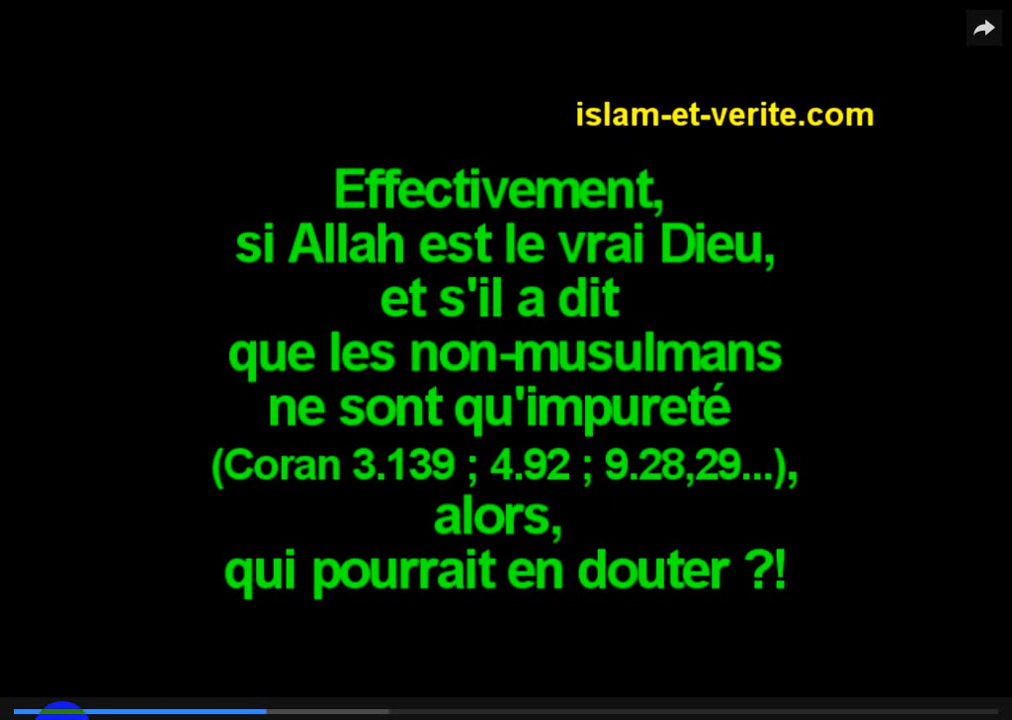 islam-et-verite.com
Effectivement,
si Allah est le vrai Dieu,
et s'il a dit
que les non-musulmans
ne sont qu'impureté
(Coran 3.139 ; 4.92 ; 9.28,29...),
alors,
qui pourrait en douter ?!